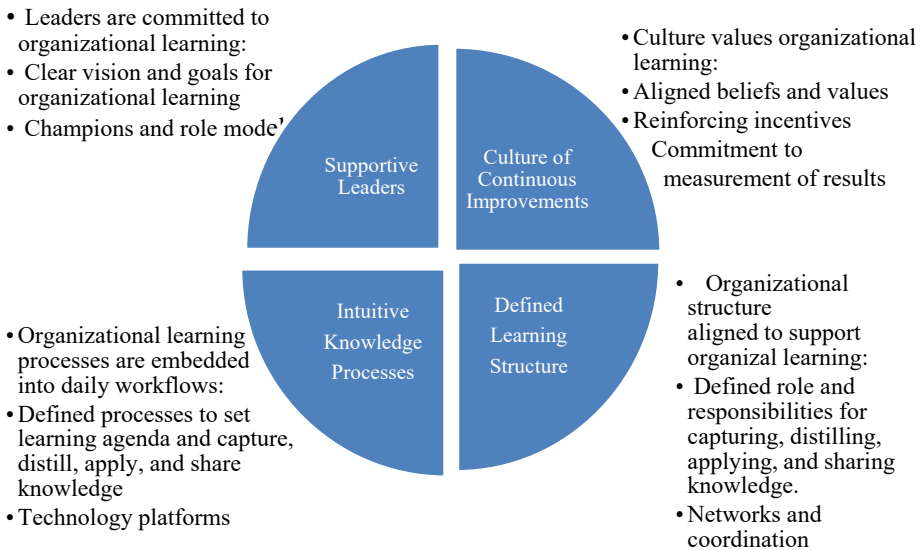 • Leaders are committed to
organizational learning:
• Clear vision and goals for
organizational learning
• Champions and role model
Supportive
Leaders
Culture of
Continuous
Improvements
• Culture values organizational
learning:
• Aligned beliefs and values
• Reinforcing incentives
Commitment to
measurement of results
• Organizational learning
processes are embedded
into daily workflows:
• Defined processes to set
learning agenda and capture,
distill, apply, and share
knowledge
• Technology platforms
Intuitive
Knowledge
Processes
Defined
Learning
Structure
• Organizational
structure
aligned to support
organizal learning:
• Defined role and
responsibilities for
capturing, distilling,
applying, and sharing
knowledge.
• Networks and
coordination